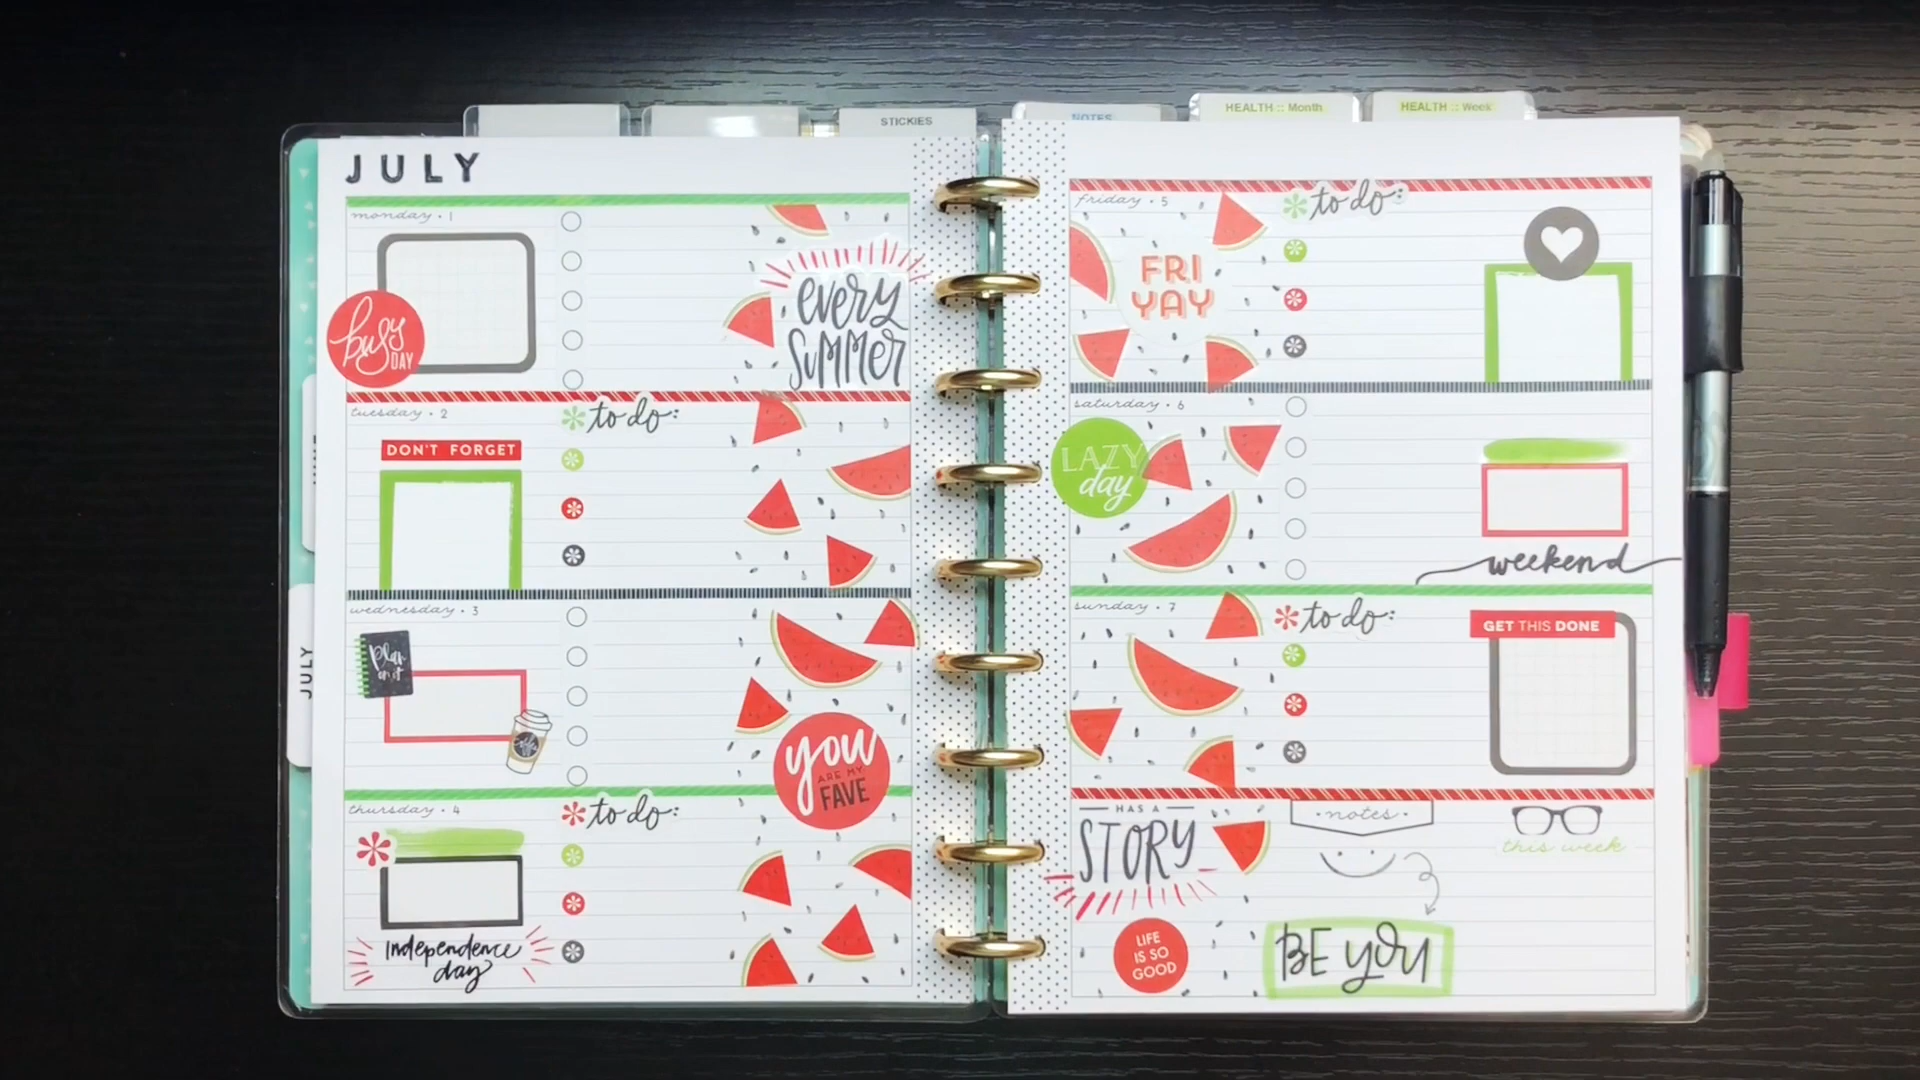 STICKIES
NOTES
HEALTH :: Month
HEALTH :: Week
JULY
monday • 1
busy
DAY
every
SUMMER
tuesday • 2
to do:
DON'T FORGET
wednesday • 3
plan
on it
you
ARE MY
FAVE
thursday • 4
to do:
independence
day
JULY
friday • 5
to do:
FRI
YAY
saturday • 6
LAZY
day
weekend
sunday • 7
to do:
GET THIS DONE
HAS A
STORY
• notes •
this week
LIFE
IS SO
GOOD
BE YOU